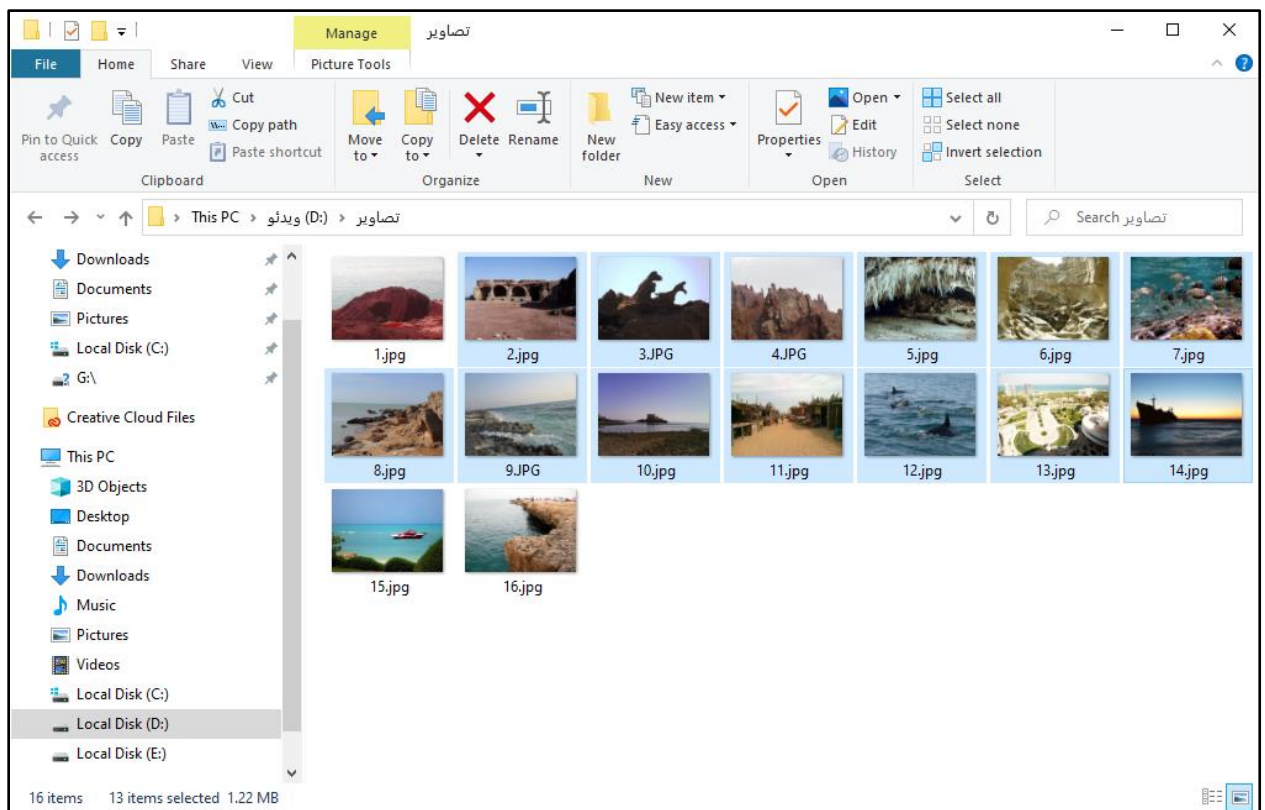 Manage
تصاویر
File
Home
Share
View
Picture Tools
Pin to Quick access
Copy
Paste
Cut
Copy path
Paste shortcut
Clipboard
Move to
Copy to
Delete
Rename
Organize
New folder
New item
Easy access
New
Properties
Open
Edit
History
Open
Select all
Select none
Invert selection
Select
This PC › ویدئو (D:) › تصاویر
Search تصاویر
Downloads
Documents
Pictures
Local Disk (C:)
G:\
Creative Cloud Files
This PC
3D Objects
Desktop
Documents
Downloads
Music
Pictures
Videos
Local Disk (C:)
Local Disk (D:)
Local Disk (E:)
1.jpg
2.jpg
3.JPG
4.JPG
5.jpg
6.jpg
7.jpg
8.jpg
9.JPG
10.jpg
11.jpg
12.jpg
13.jpg
14.jpg
15.jpg
16.jpg
16 items
13 items selected 1.22 MB